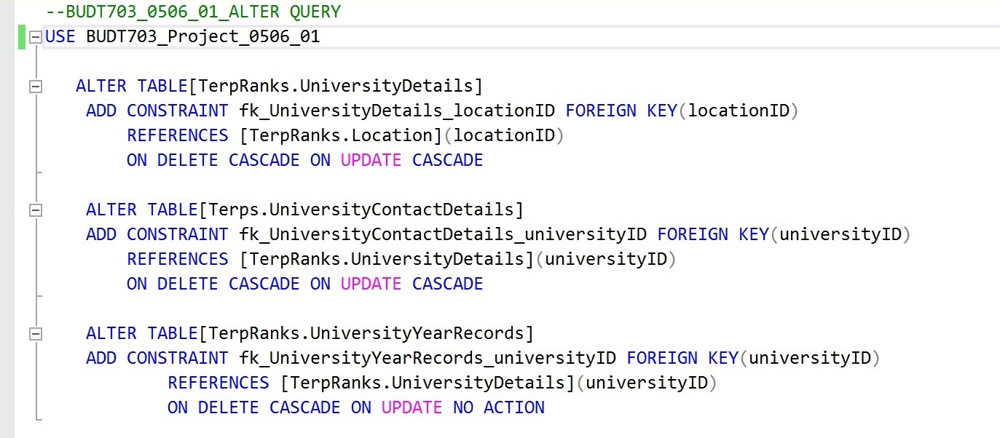 --BUDT703_0506_01_ALTER QUERY
USE BUDT703_Project_0506_01
ALTER TABLE[TerpRanks.UniversityDetails]
ADD CONSTRAINT fk_UniversityDetails_locationID FOREIGN KEY(locationID)
REFERENCES [TerpRanks.Location](locationID)
ON DELETE CASCADE ON UPDATE CASCADE
ALTER TABLE[Terps.UniversityContactDetails]
ADD CONSTRAINT fk_UniversityContactDetails_universityID FOREIGN KEY(universityID)
REFERENCES [TerpRanks.UniversityDetails](universityID)
ON DELETE CASCADE ON UPDATE CASCADE
ALTER TABLE[TerpRanks.UniversityYearRecords]
ADD CONSTRAINT fk_UniversityYearRecords_universityID FOREIGN KEY(universityID)
REFERENCES [TerpRanks.UniversityDetails](universityID)
ON DELETE CASCADE ON UPDATE NO ACTION